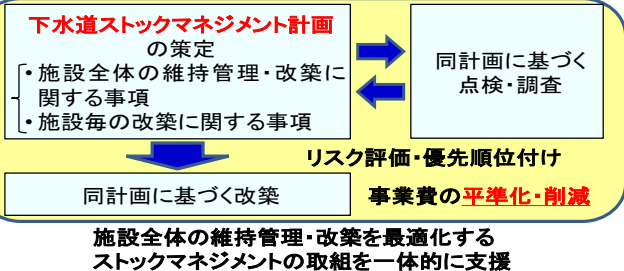 下水道ストックマネジメント計画
の策定
・施設全体の維持管理・改築に
関する事項
・施設毎の改築に関する事項
同計画に基づく
点検・調査
リスク評価・優先順位付け
同計画に基づく改築
事業費の平準化・削減
施設全体の維持管理・改築を最適化する
ストックマネジメントの取組を一体的に支援